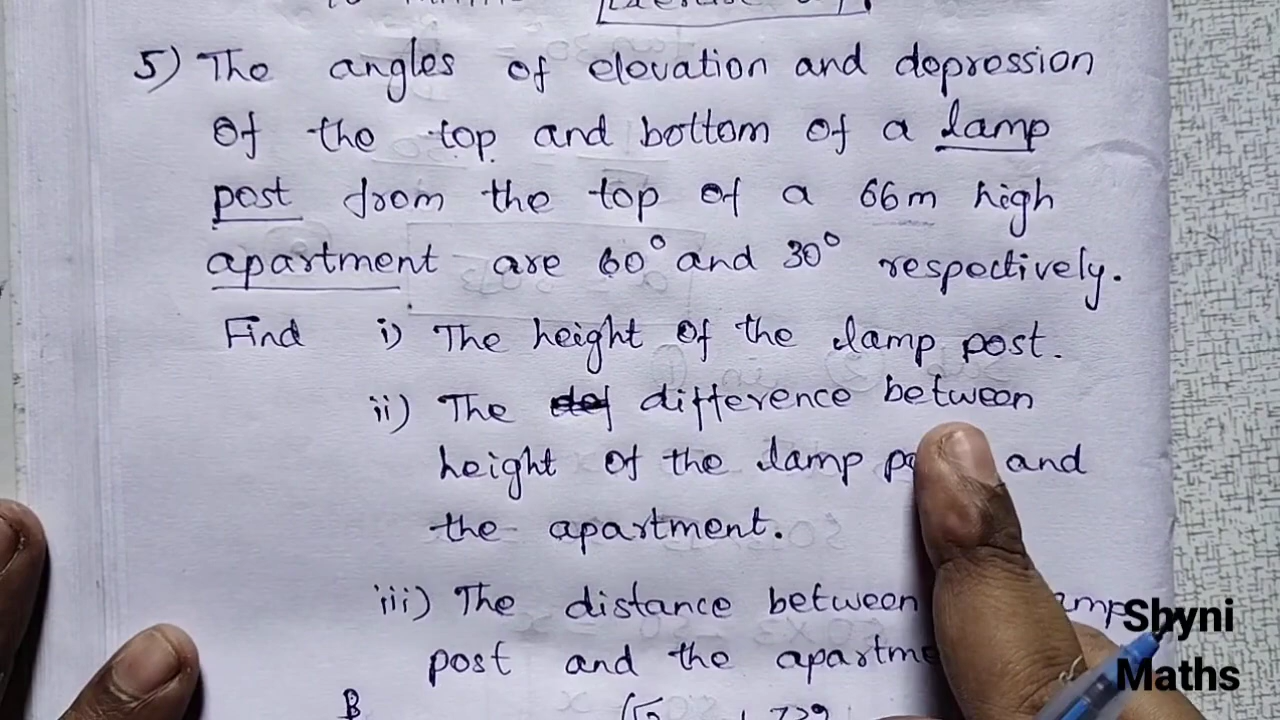 5) The angles of elevation and depression
of the top and bottom of a lamp
post from the top of a 66m high
apartment are 60° and 30° respectively.
Find i) The height of the lamp post.
ii) The difference between
height of the lamp and
the apartment.
iii) The distance between
post and the
B
Shyni
Maths